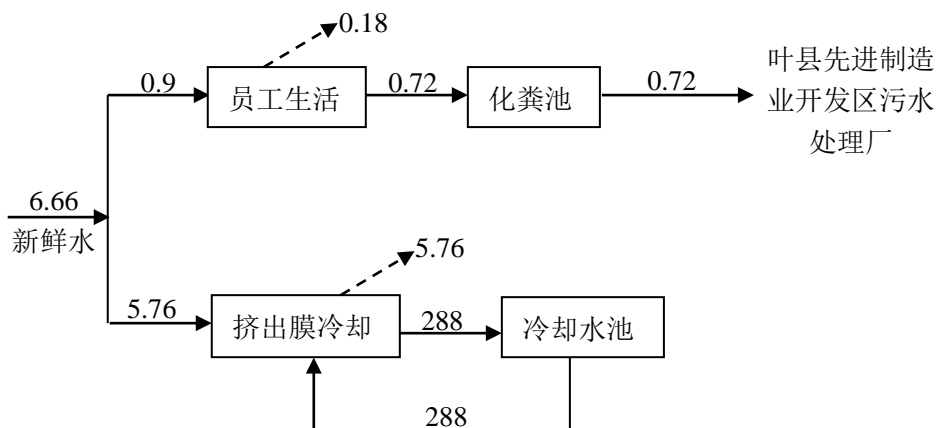 0.18
0.9
员工生活
0.72
化粪池
0.72
叶县先进制造
业开发区污水
处理厂
6.66
新鲜水
5.76
5.76
挤出膜冷却
288
冷却水池
288